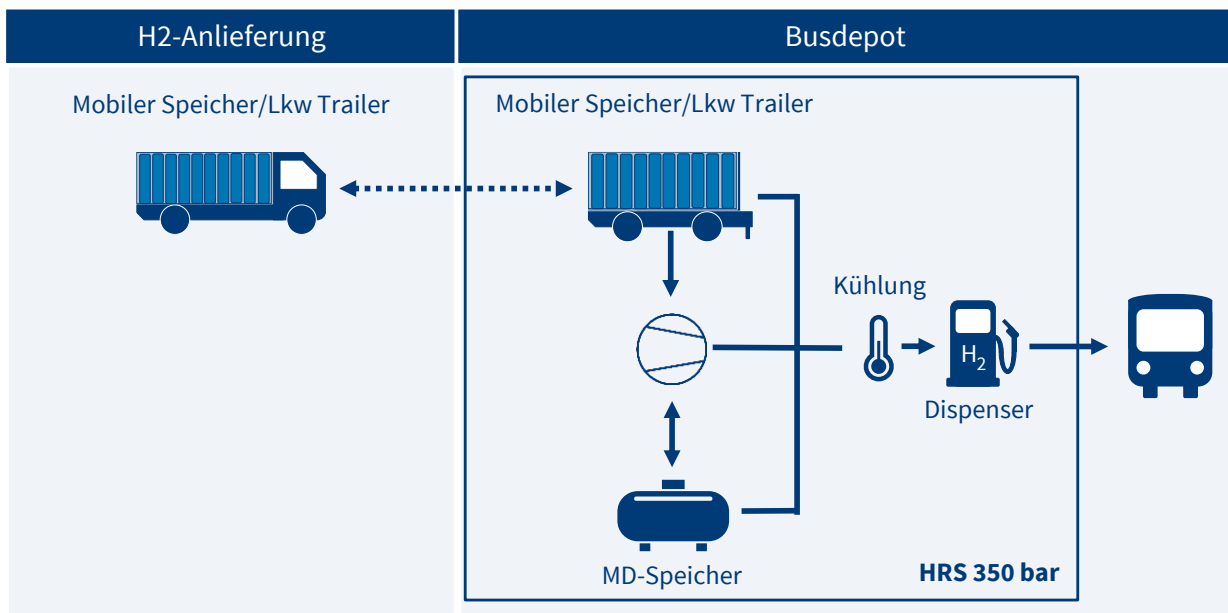 H2-Anlieferung
Busdepot
Mobiler Speicher/Lkw Trailer
Mobiler Speicher/Lkw Trailer
Kühlung
H₂
Dispenser
MD-Speicher
HRS 350 bar